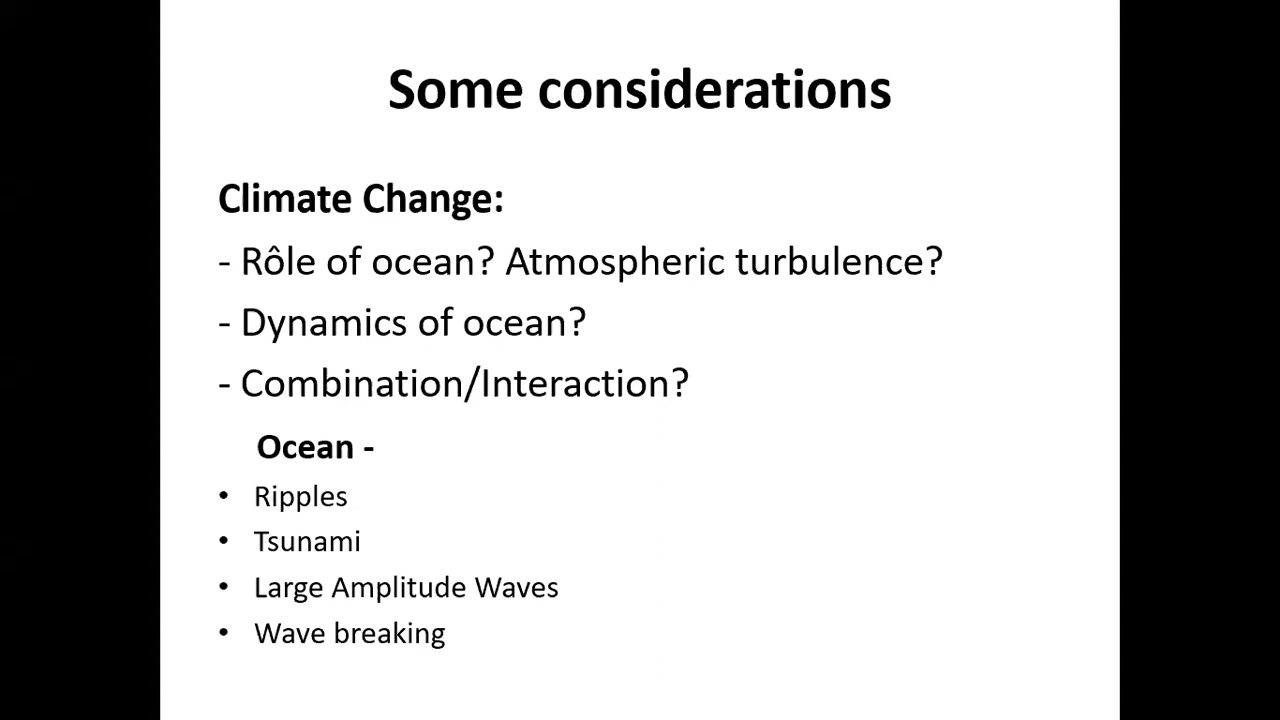 Some considerations
Climate Change:
- Rôle of ocean? Atmospheric turbulence?
- Dynamics of ocean?
- Combination/Interaction?
Ocean -
• Ripples
• Tsunami
• Large Amplitude Waves
• Wave breaking